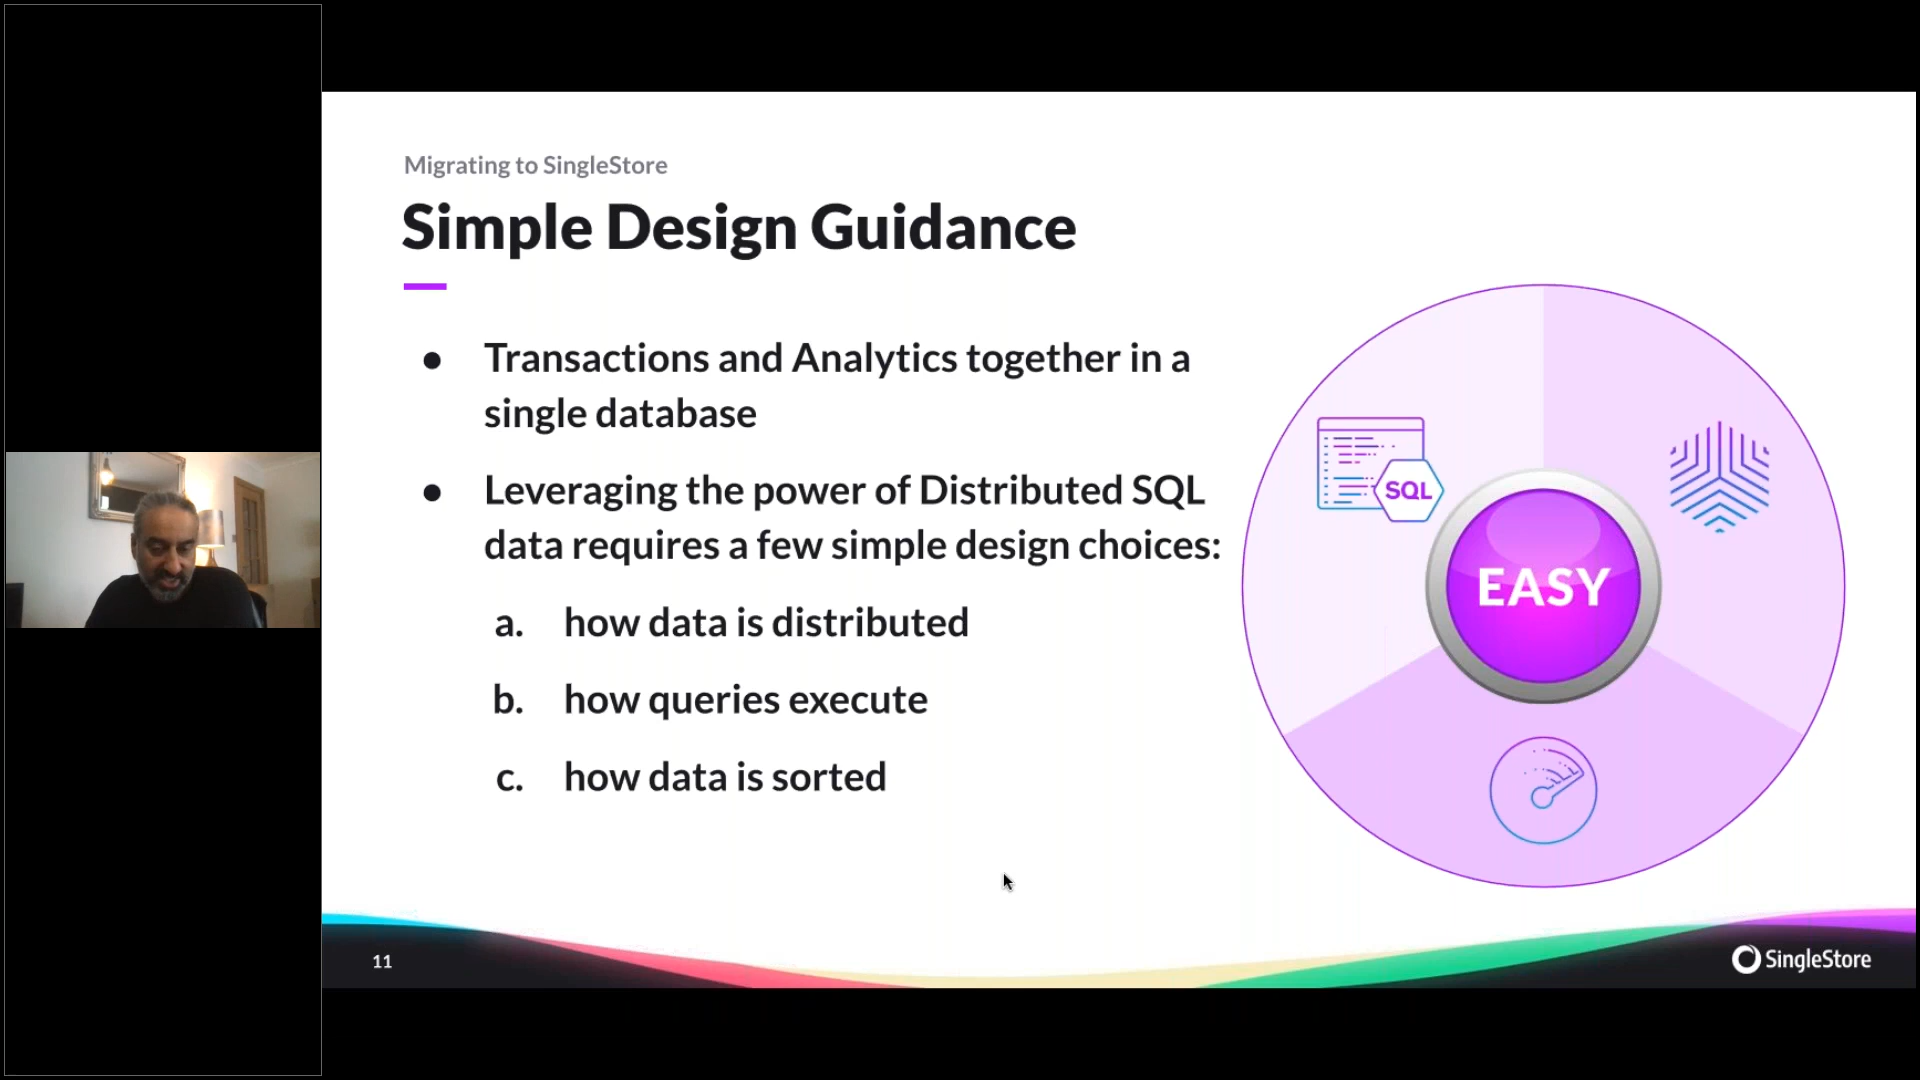 Migrating to SingleStore
Simple Design Guidance
● Transactions and Analytics together in a
single database
● Leveraging the power of Distributed SQL
data requires a few simple design choices:
a. how data is distributed
b. how queries execute
c. how data is sorted
SQL
EASY
11
SingleStore